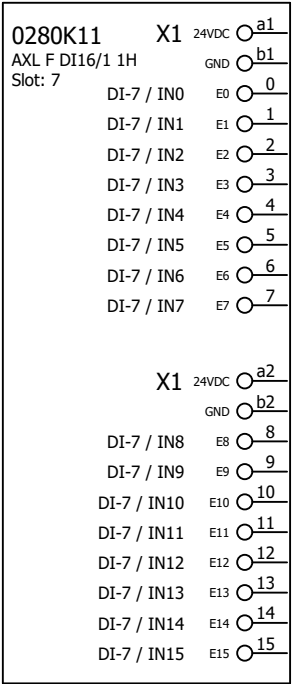 0280K11 X1 24VDC a1
AXL F DI16/1 1H GND b1
Slot: 7
DI-7 / IN0 E0 0
DI-7 / IN1 E1 1
DI-7 / IN2 E2 2
DI-7 / IN3 E3 3
DI-7 / IN4 E4 4
DI-7 / IN5 E5 5
DI-7 / IN6 E6 6
DI-7 / IN7 E7 7
X1 24VDC a2
GND b2
DI-7 / IN8 E8 8
DI-7 / IN9 E9 9
DI-7 / IN10 E10 10
DI-7 / IN11 E11 11
DI-7 / IN12 E12 12
DI-7 / IN13 E13 13
DI-7 / IN14 E14 14
DI-7 / IN15 E15 15